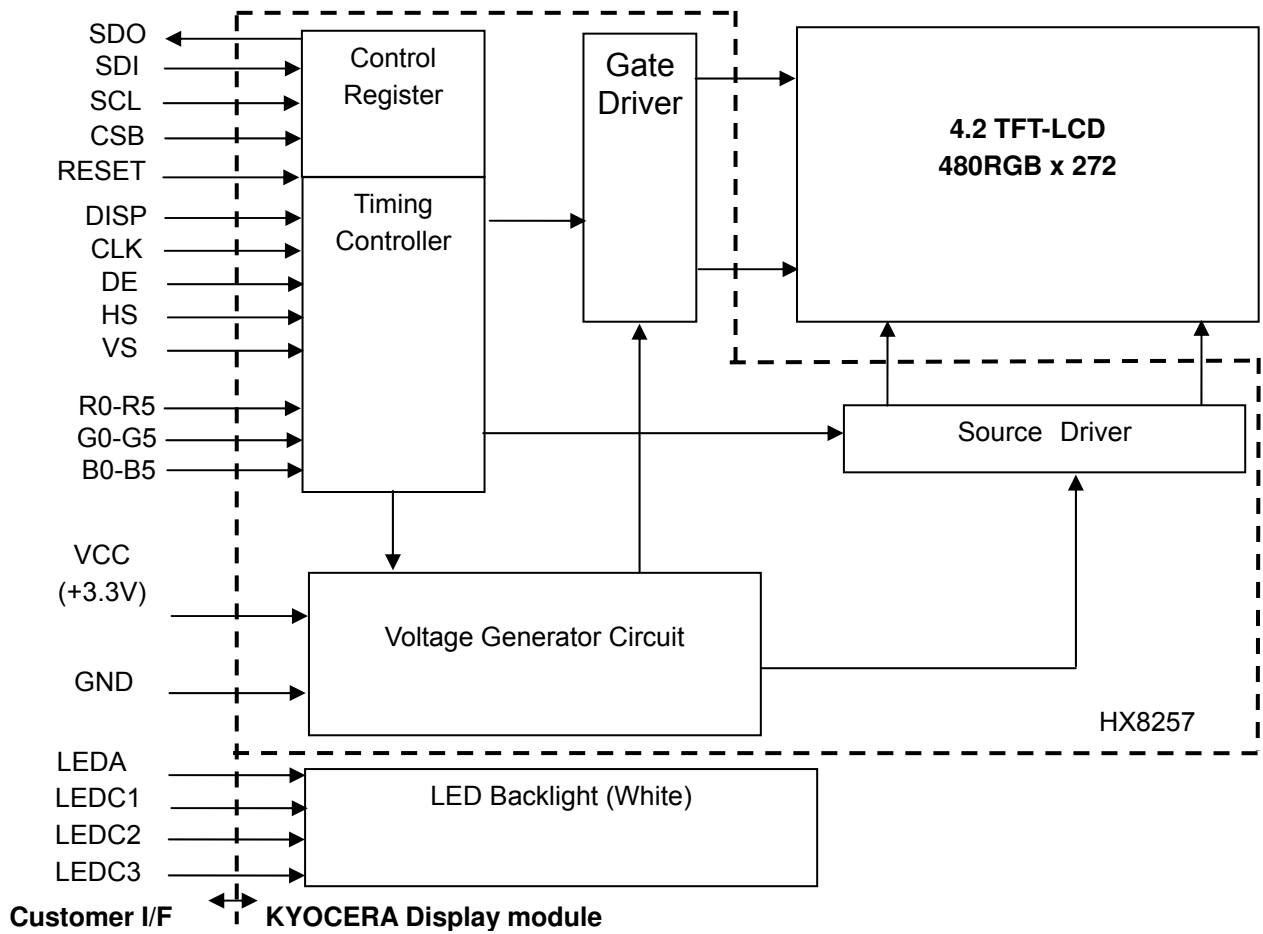 SDO
SDI
SCL
CSB
RESET
DISP
CLK
DE
HS
VS
R0-R5
G0-G5
B0-B5
VCC
(+3.3V)
GND
LEDA
LEDC1
LEDC2
LEDC3
Control
Register
Timing
Controller
Gate
Driver
4.2 TFT-LCD
480RGB x 272
Source Driver
Voltage Generator Circuit
HX8257
LED Backlight (White)
Customer I/F
KYOCERA Display module